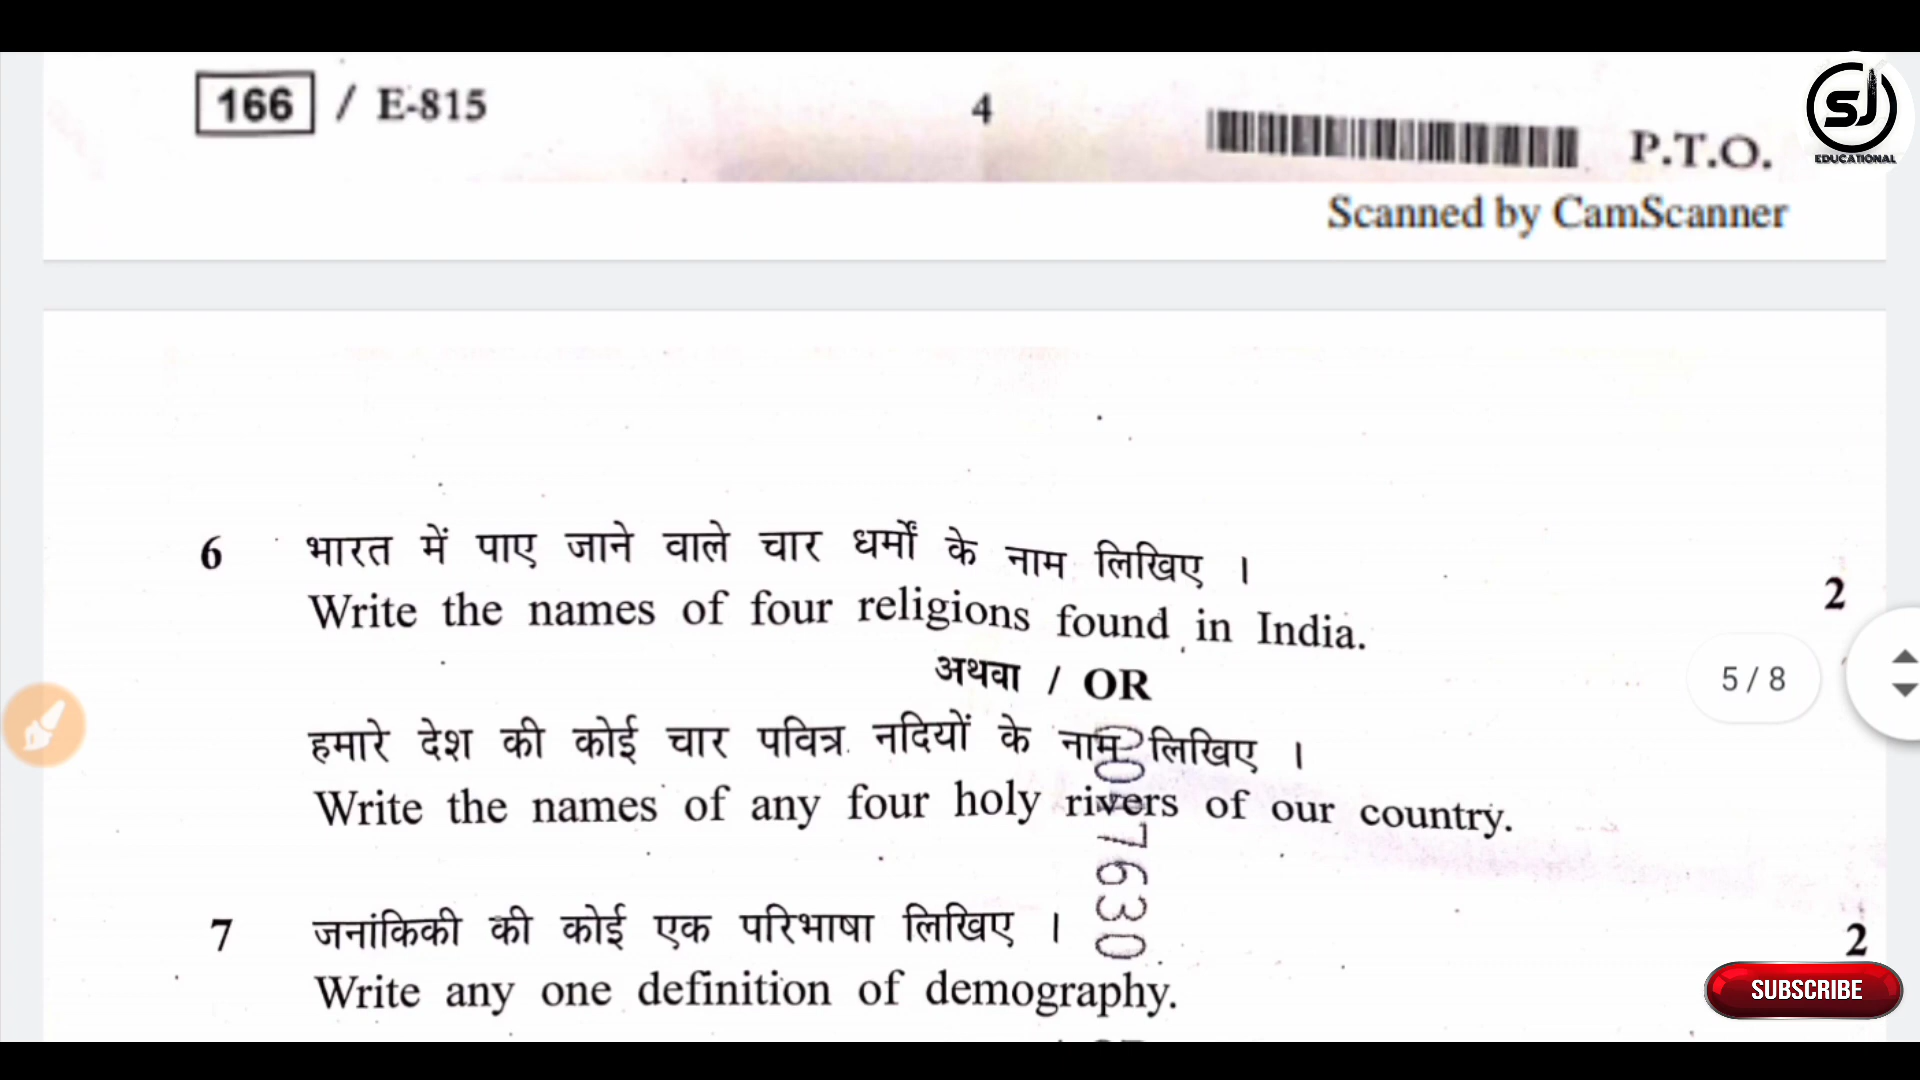 166 / E-815 4 P.T.O.
SJ
EDUCATIONAL
Scanned by CamScanner
6 भारत में पाए जाने वाले चार धर्मों के नाम लिखिए । 2
Write the names of four religions found in India.
अथवा / OR
हमारे देश की कोई चार पवित्र नदियों के नाम लिखिए ।
Write the names of any four holy rivers of our country.
5 / 8
7 जनांकिकी की कोई एक परिभाषा लिखिए । 2
Write any one definition of demography.
SUBSCRIBE